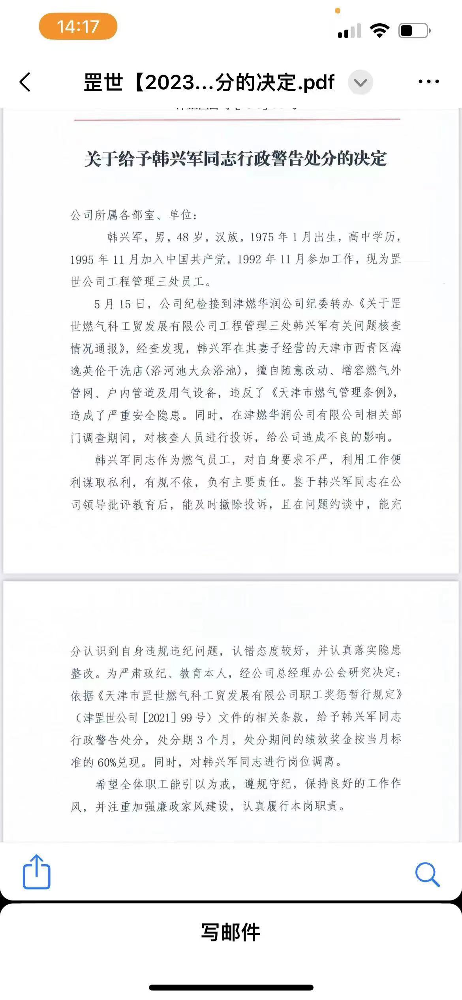 14:17
罡世【2023...分的决定.pdf
关于给予韩兴军同志行政警告处分的决定
公司所属各部室、单位：
韩兴军，男，48 岁，汉族，1975 年 1 月出生，高中学历，
1995 年 11 月加入中国共产党，1992 年 11 月参加工作，现为罡
世公司工程管理三处员工。
5 月 15 日，公司纪检接到津燃华润公司纪委转办《关于罡
世燃气科工贸发展有限公司工程管理三处韩兴军有关问题核查
情况通报》，经查发现，韩兴军在其妻子经营的天津市西青区海
逸英伦干洗店(浴河池大众浴池)，擅自随意改动、增容燃气外
管网、户内管道及用气设备，违反了《天津市燃气管理条例》，
造成了严重安全隐患。同时，在津燃华润公司有限公司相关部
门调查期间，对核查人员进行投诉，给公司造成不良的影响。
韩兴军同志作为燃气员工，对自身要求不严，利用工作便
利谋取私利，有规不依，负有主要责任。鉴于韩兴军同志在公
司领导批评教育后，能及时撤除投诉，且在问题约谈中，能充
分认识到自身违规违纪问题，认错态度较好，并认真落实隐患
整改。为严肃政纪、教育本人，经公司总经理办公会研究决定：
依据《天津市罡世燃气科工贸发展有限公司职工奖惩暂行规定》
（津罡世公司［2021］99 号）文件的相关条款，给予韩兴军同志
行政警告处分，处分期 3 个月，处分期间的绩效奖金按当月标
准的 60%兑现。同时，对韩兴军同志进行岗位调离。
希望全体职工能引以为戒，遵规守纪，保持良好的工作作
风，并注重加强廉政家风建设，认真履行本岗职责。
写邮件